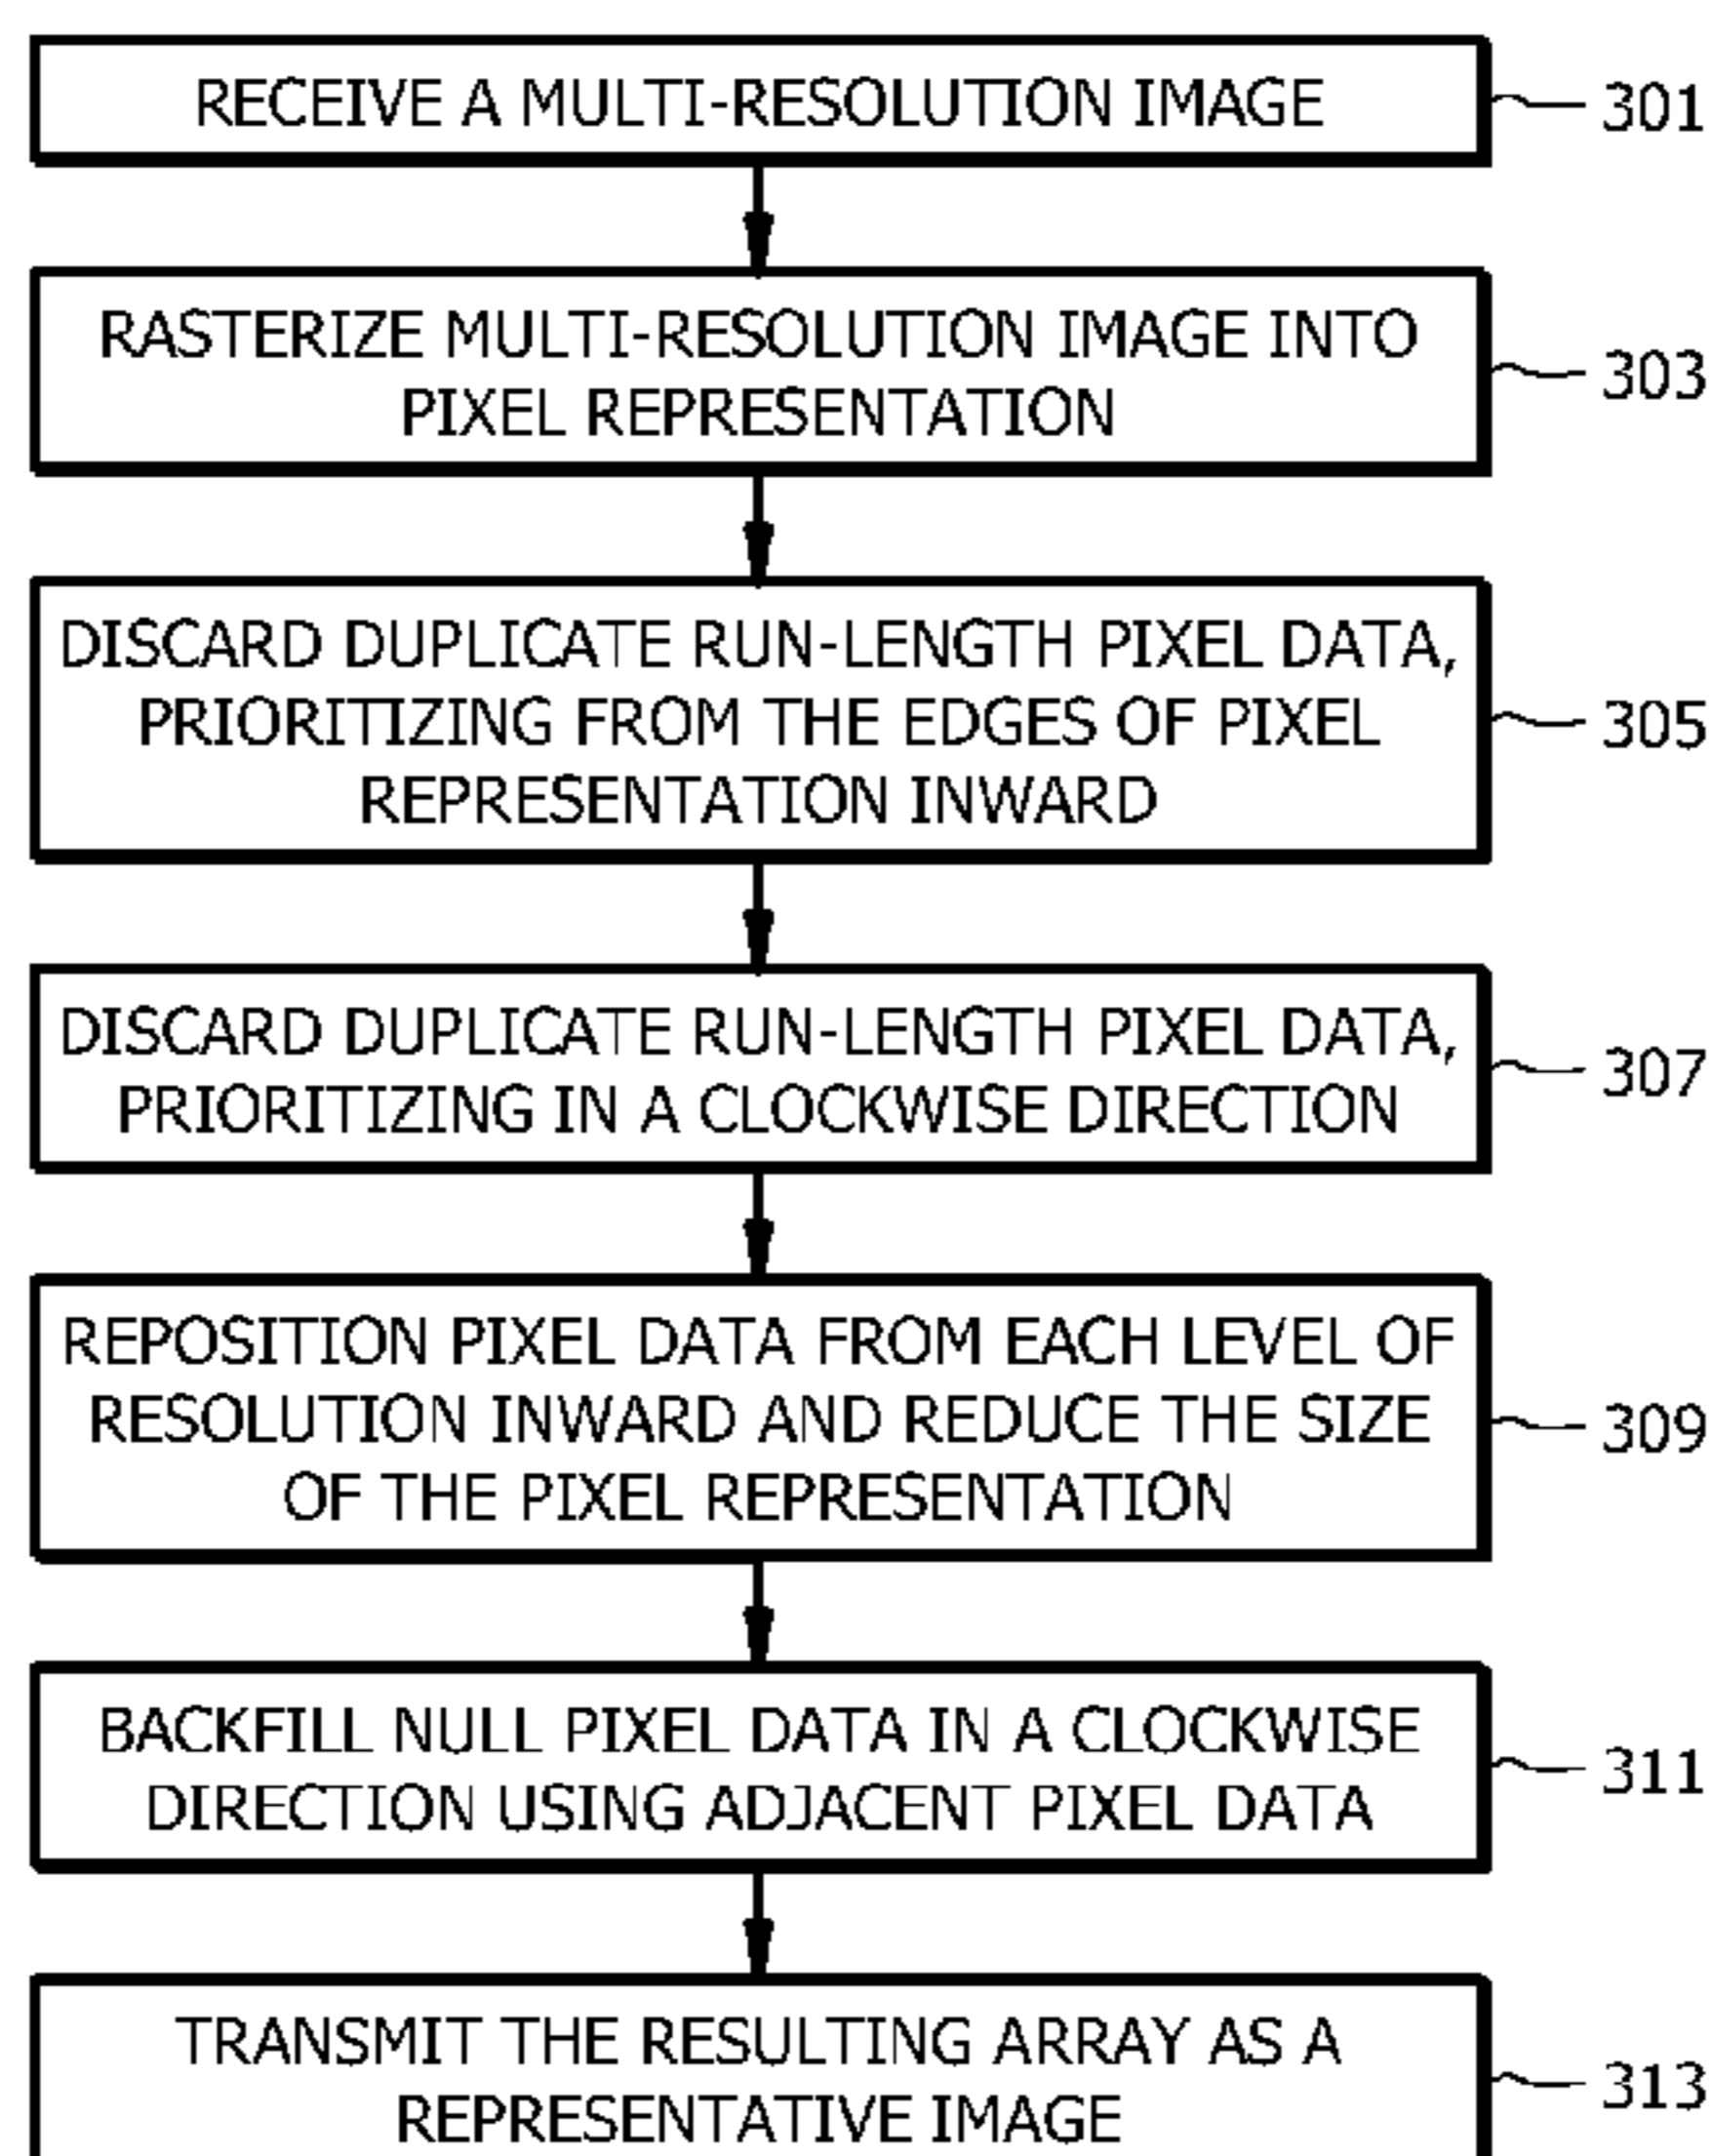 RECEIVE A MULTI-RESOLUTION IMAGE
301
RASTERIZE MULTI-RESOLUTION IMAGE INTO
PIXEL REPRESENTATION
303
DISCARD DUPLICATE RUN-LENGTH PIXEL DATA,
PRIORITIZING FROM THE EDGES OF PIXEL
REPRESENTATION INWARD
305
DISCARD DUPLICATE RUN-LENGTH PIXEL DATA,
PRIORITIZING IN A CLOCKWISE DIRECTION
307
REPOSITION PIXEL DATA FROM EACH LEVEL OF
RESOLUTION INWARD AND REDUCE THE SIZE
OF THE PIXEL REPRESENTATION
309
BACKFILL NULL PIXEL DATA IN A CLOCKWISE
DIRECTION USING ADJACENT PIXEL DATA
311
TRANSMIT THE RESULTING ARRAY AS A
REPRESENTATIVE IMAGE
313